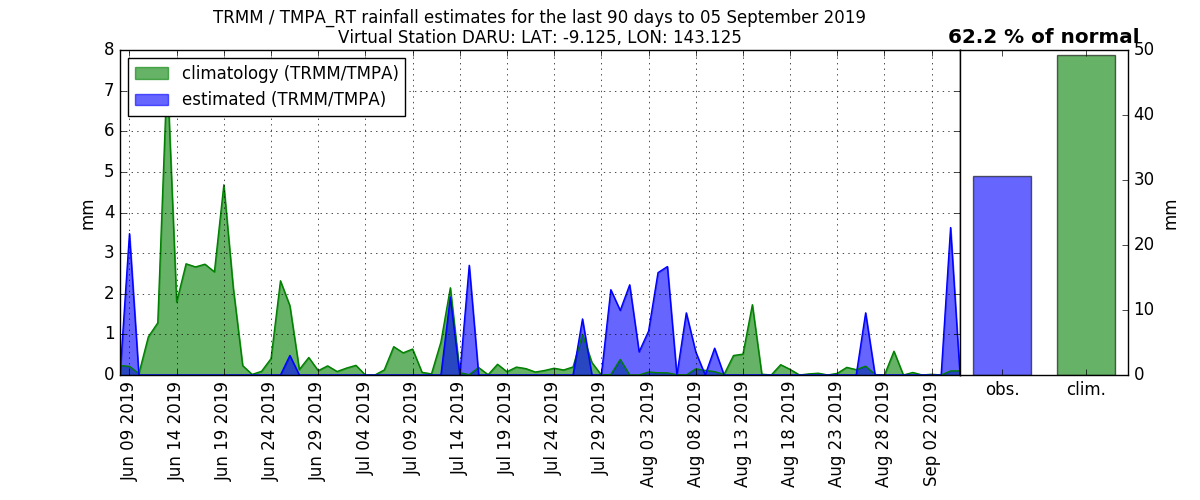 TRMM / TMPA_RT rainfall estimates for the last 90 days to 05 September 2019
Virtual Station DARU: LAT: -9.125, LON: 143.125
62.2 % of normal
climatology (TRMM/TMPA)
estimated (TRMM/TMPA)
8
7
6
5
4
3
2
1
0
mm
Jun 09 2019
Jun 14 2019
Jun 19 2019
Jun 24 2019
Jun 29 2019
Jul 04 2019
Jul 09 2019
Jul 14 2019
Jul 19 2019
Jul 24 2019
Jul 29 2019
Aug 03 2019
Aug 08 2019
Aug 13 2019
Aug 18 2019
Aug 23 2019
Aug 28 2019
Sep 02 2019
obs.
clim.
50
40
30
20
10
0
mm